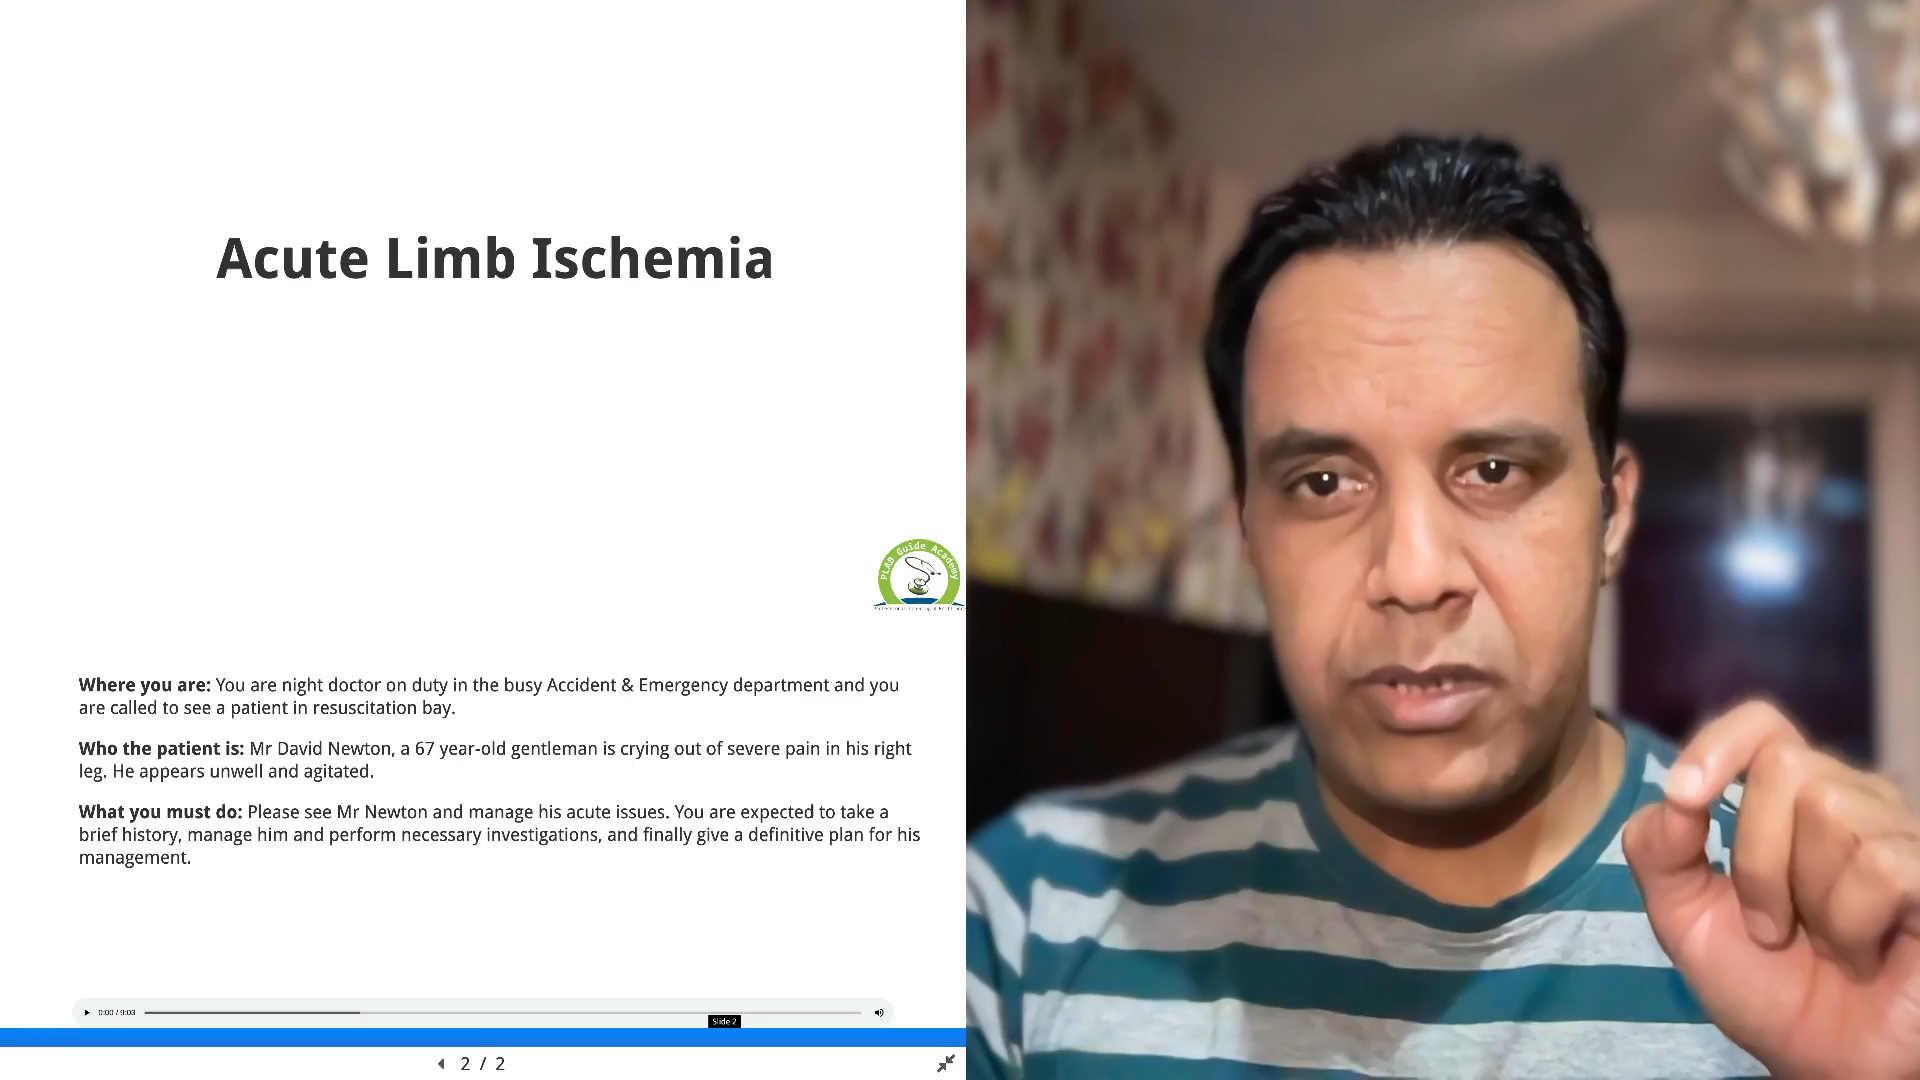 Acute Limb Ischemia
PLAB Guide Academy
Where you are: You are night doctor on duty in the busy Accident & Emergency department and you
are called to see a patient in resuscitation bay.
Who the patient is: Mr David Newton, a 67 year-old gentleman is crying out of severe pain in his right
leg. He appears unwell and agitated.
What you must do: Please see Mr Newton and manage his acute issues. You are expected to take a
brief history, manage him and perform necessary investigations, and finally give a definitive plan for his
management.
0:00 / 9:03
Slide 2
2 / 2